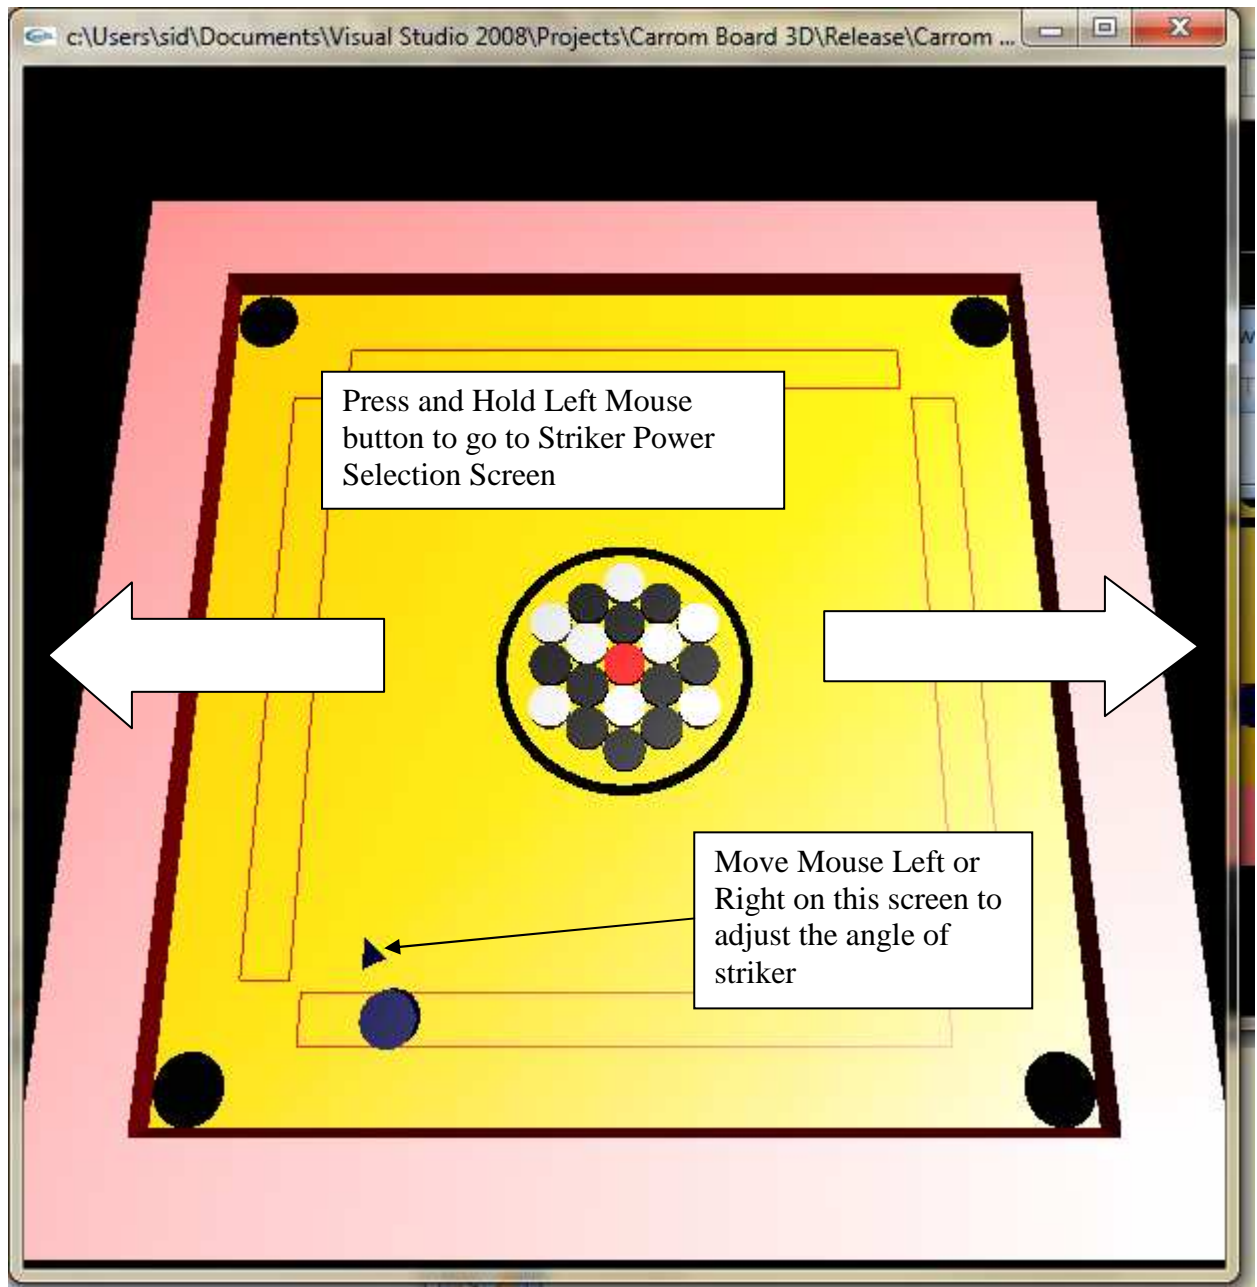 c:\Users\sid\Documents\Visual Studio 2008\Projects\Carrom Board 3D\Release\Carrom ...
Press and Hold Left Mouse
button to go to Striker Power
Selection Screen
Move Mouse Left or
Right on this screen to
adjust the angle of
striker